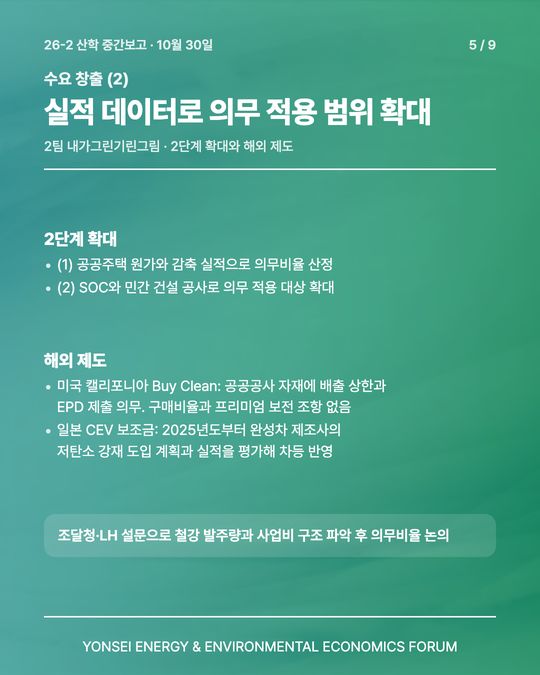 26-2 산학 중간보고 · 10월 30일
5 / 9
수요 창출 (2)
실적 데이터로 의무 적용 범위 확대
2팀 내가그린기린그림 · 2단계 확대와 해외 제도
2단계 확대
• (1) 공공주택 원가와 감축 실적으로 의무비율 산정
• (2) SOC와 민간 건설 공사로 의무 적용 대상 확대
해외 제도
• 미국 캘리포니아 Buy Clean: 공공공사 자재에 배출 상한과
EPD 제출 의무. 구매비율과 프리미엄 보전 조항 없음
• 일본 CEV 보조금: 2025년도부터 완성차 제조사의
저탄소 강재 도입 계획과 실적을 평가해 차등 반영
조달청·LH 설문으로 철강 발주량과 사업비 구조 파악 후 의무비율 논의
YONSEI ENERGY & ENVIRONMENTAL ECONOMICS FORUM